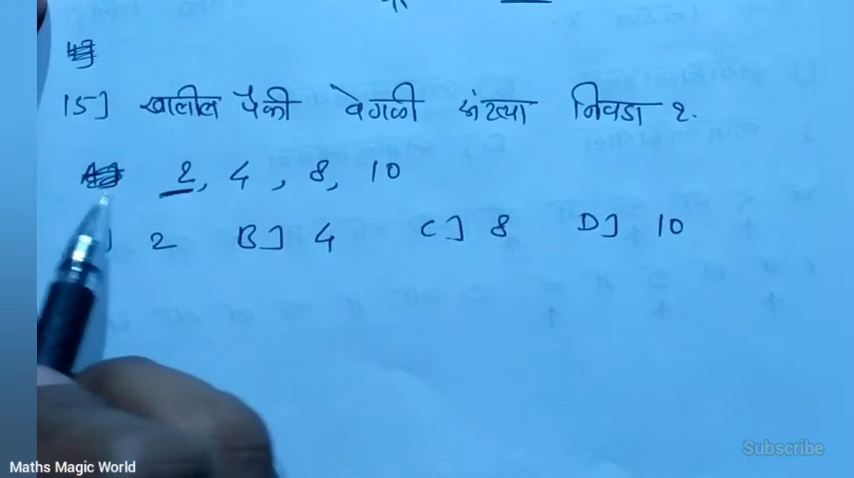 15] खालील पैकी वेगळी संख्या निवडा ?.
2, 4, 8, 10
] 2 B] 4 C] 8 D] 10
Subscribe
Maths Magic World